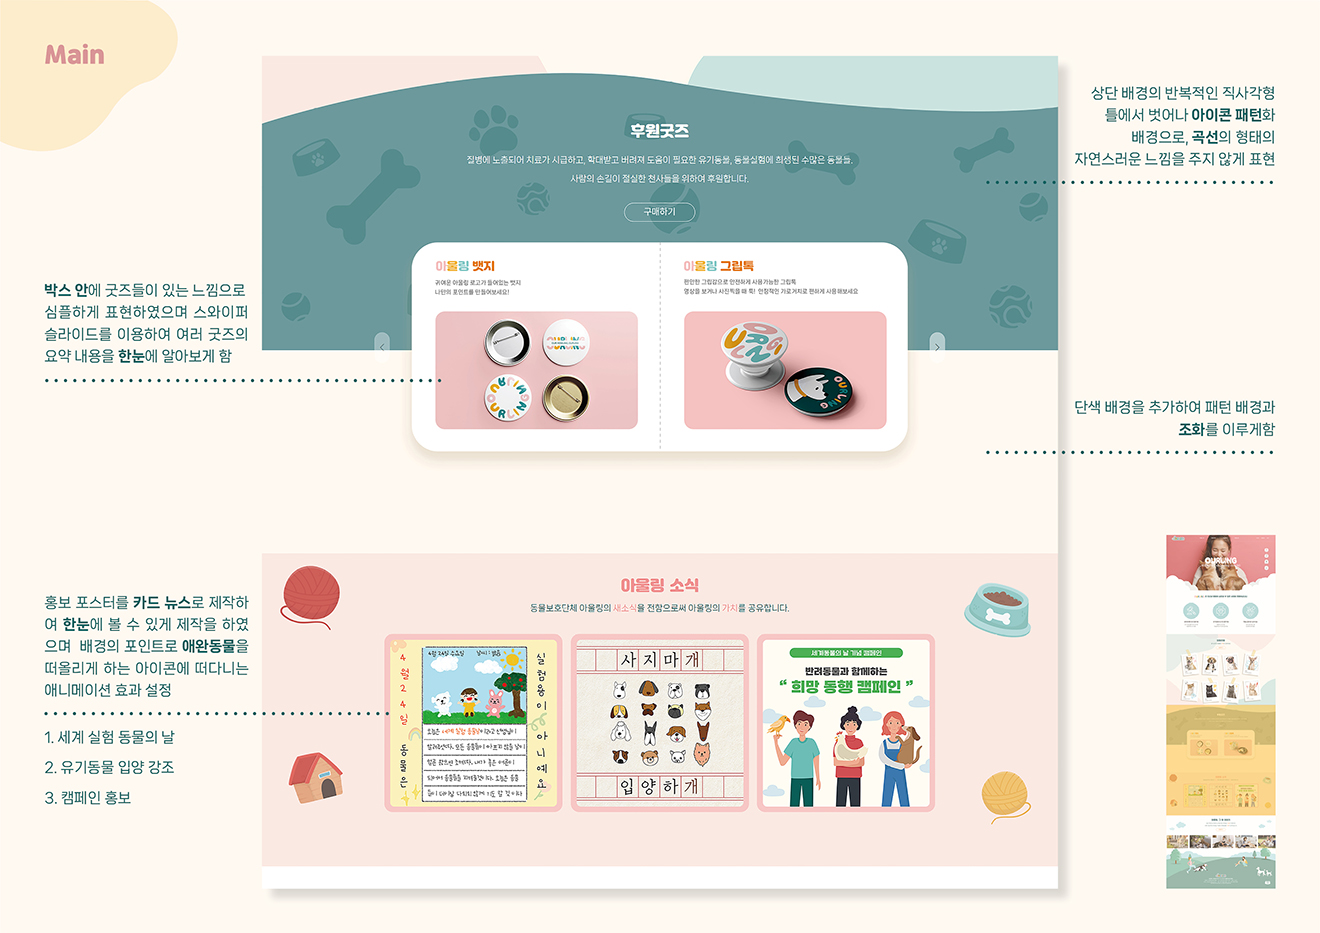 Main
상단 배경의 반복적인 직사각형
틀에서 벗어나 아이콘 패턴화
배경으로, 곡선의 형태의
자연스러운 느낌을 주지 않게 표현
후원굿즈
질병에 노출되어 치료가 시급하고, 학대받고 버려져 도움이 필요한 유기동물, 동물실험에 희생된 수많은 동물들.
사람의 손길이 절실한 천사들을 위하여 후원합니다.
구매하기
아울링 뱃지
귀여운 아울링 로고가 들어있는 뱃지
나만의 포인트를 만들어보세요!
아울링 그립톡
편안한 그립감으로 안전하게 사용가능한 그립톡
영상을 보거나 사진찍을 때 톡! 안정적인 가로거치로 편하게 사용해보세요
OURLING
OURLING
OURLING
박스 안에 굿즈들이 있는 느낌으로
심플하게 표현하였으며 스와이퍼
슬라이드를 이용하여 여러 굿즈의
요약 내용을 한눈에 알아보게 함
단색 배경을 추가하여 패턴 배경과
조화를 이루게함
아울링 소식
동물보호단체 아울링의 새소식을 전함으로써 아울링의 가치를 공유합니다.
홍보 포스터를 카드 뉴스로 제작하
여 한눈에 볼 수 있게 제작을 하였
으며 배경의 포인트로 애완동물을
떠올리게 하는 아이콘에 떠다니는
애니메이션 효과 설정
1. 세계 실험 동물의 날
2. 유기동물 입양 강조
3. 캠페인 홍보
4월 24일 동물은
4월 24일 수요일
날씨 : 맑음
실험용이 아니예요
사지마개
입양하개
세계동물의 날 기념 캠페인
반려동물과 함께하는
“ 희망 동행 캠페인 ”
OURLING